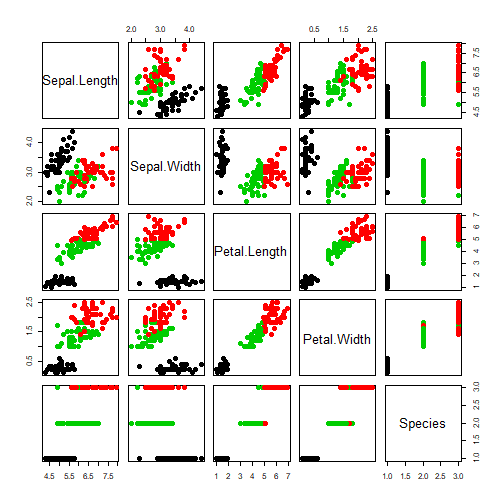 2.0 3.0 4.0
0.5 1.5 2.5
Sepal.Length
4.5 5.5 6.5 7.5
2.0 3.0 4.0
Sepal.Width
Petal.Length
1 2 3 4 5 6 7
0.5 1.5 2.5
Petal.Width
Species
1.0 1.5 2.0 2.5 3.0
4.5 5.5 6.5 7.5
1 2 3 4 5 6 7
1.0 1.5 2.0 2.5 3.0